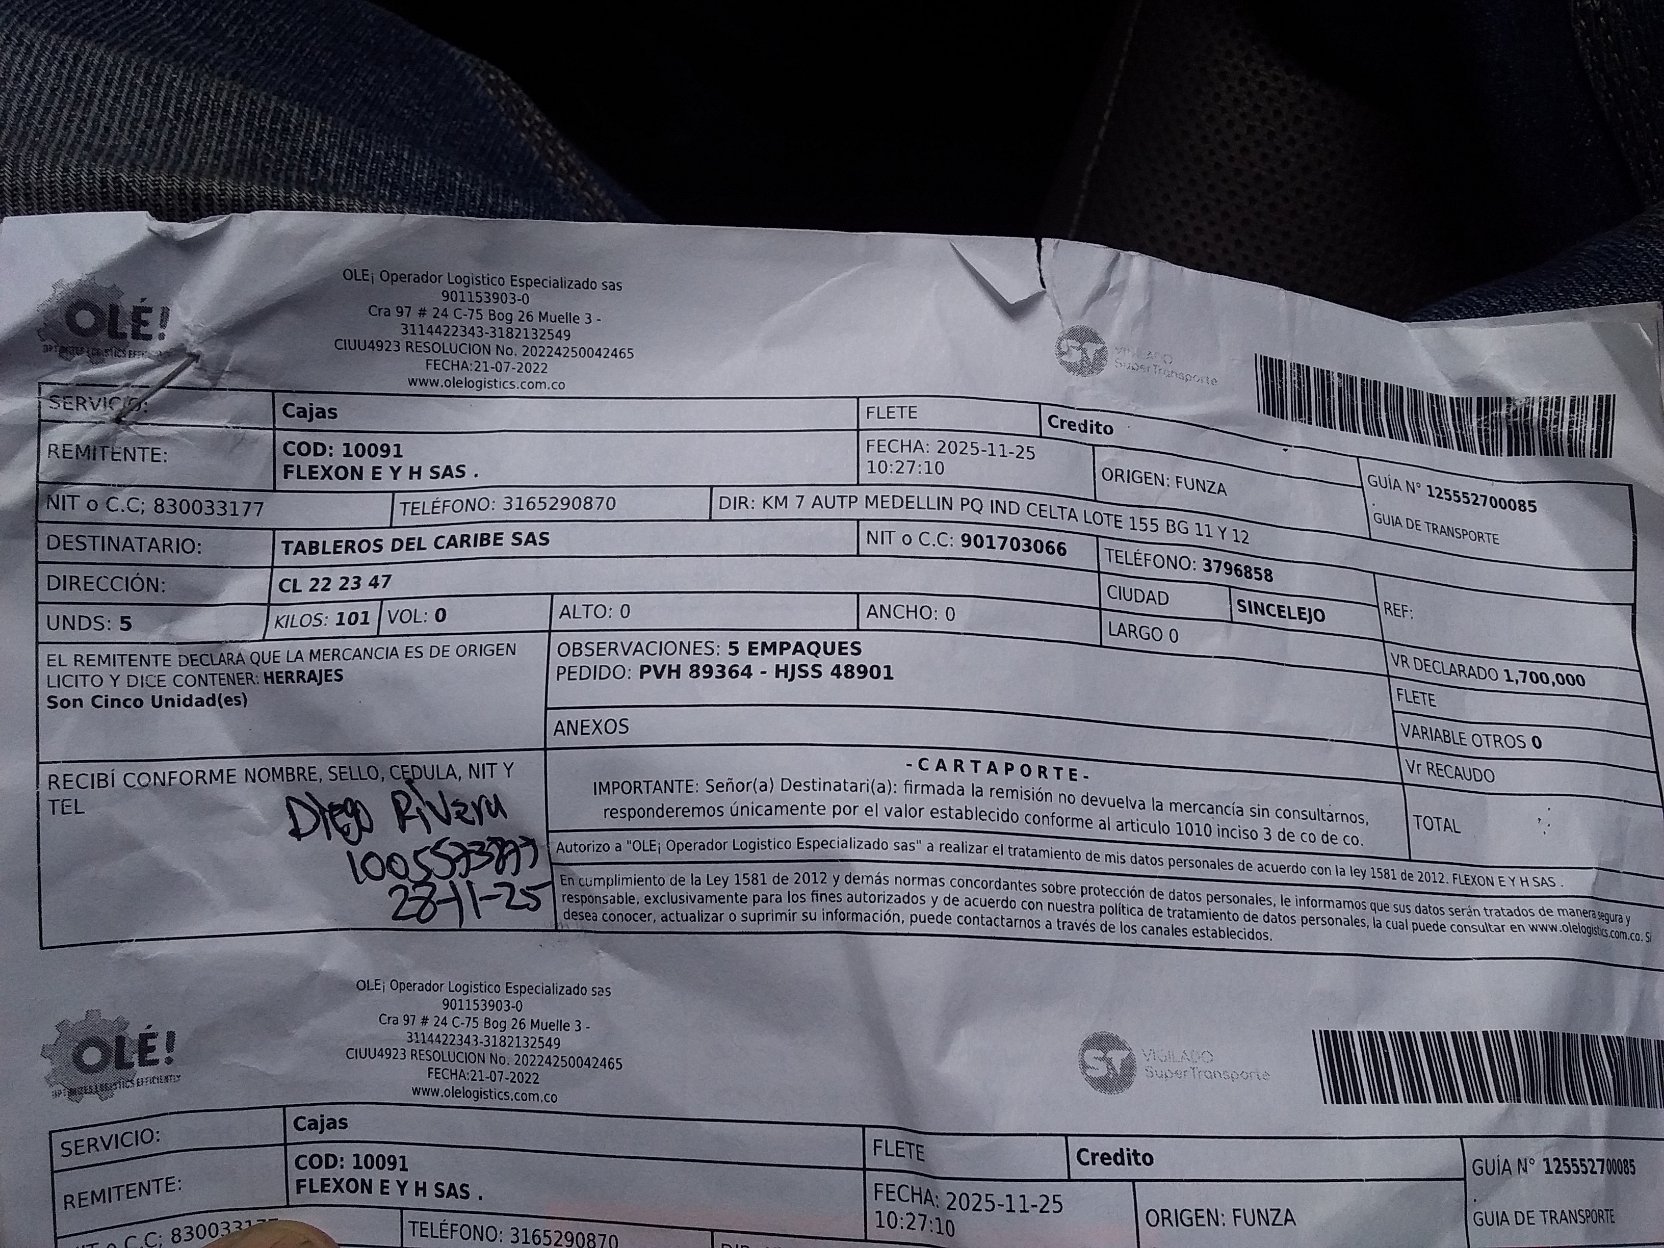 OLÉ!
OPTIMIZES LOGISTICS EFFICIENTLY
OLE¡ Operador Logistico Especializado sas
901153903-0
Cra 97 # 24 C-75 Bog 26 Muelle 3 -
3114422343-3182132549
CIUU4923 RESOLUCION No. 20224250042465
FECHA:21-07-2022
www.olelogistics.com.co
ST VIGILADO
SuperTransporte
SERVICIO: Cajas FLETE Credito
REMITENTE: COD: 10091
FLEXON E Y H SAS .
FECHA: 2025-11-25
10:27:10
ORIGEN: FUNZA
GUÍA N° 125552700085
.
GUIA DE TRANSPORTE
NIT o C.C; 830033177 TELÉFONO: 3165290870 DIR: KM 7 AUTP MEDELLIN PQ IND CELTA LOTE 155 BG 11 Y 12
DESTINATARIO: TABLEROS DEL CARIBE SAS NIT o C.C: 901703066 TELÉFONO: 3796858
DIRECCIÓN: CL 22 23 47 CIUDAD SINCELEJO REF:
UNDS: 5 KILOS: 101 VOL: 0 ALTO: 0 ANCHO: 0 LARGO 0
EL REMITENTE DECLARA QUE LA MERCANCIA ES DE ORIGEN
LICITO Y DICE CONTENER: HERRAJES
Son Cinco Unidad(es)
OBSERVACIONES: 5 EMPAQUES
PEDIDO: PVH 89364 - HJSS 48901
ANEXOS
VR DECLARADO 1,700,000
FLETE
VARIABLE OTROS 0
Vr RECAUDO
TOTAL
RECIBÍ CONFORME NOMBRE, SELLO, CEDULA, NIT Y
TEL
Diego Rivera
28-11-25
-CARTAPORTE-
IMPORTANTE: Señor(a) Destinatari(a): firmada la remisión no devuelva la mercancía sin consultarnos,
responderemos únicamente por el valor establecido conforme al articulo 1010 inciso 3 de co de co.
Autorizo a "OLE¡ Operador Logistico Especializado sas" a realizar el tratamiento de mis datos personales de acuerdo con la ley 1581 de 2012. FLEXON E Y H SAS .
En cumplimiento de la Ley 1581 de 2012 y demás normas concordantes sobre protección de datos personales, le informamos que sus datos serán tratados de manera segura y
responsable, exclusivamente para los fines autorizados y de acuerdo con nuestra política de tratamiento de datos personales, la cual puede consultar en www.olelogistics.com.co. Si
desea conocer, actualizar o suprimir su información, puede contactarnos a través de los canales establecidos.
OLÉ!
OPTIMIZES LOGISTICS EFFICIENTLY
OLE¡ Operador Logistico Especializado sas
901153903-0
Cra 97 # 24 C-75 Bog 26 Muelle 3 -
3114422343-3182132549
CIUU4923 RESOLUCION No. 20224250042465
FECHA:21-07-2022
www.olelogistics.com.co
ST VIGILADO
SuperTransporte
SERVICIO: Cajas FLETE Credito
REMITENTE: COD: 10091
FLEXON E Y H SAS .
FECHA: 2025-11-25
10:27:10
ORIGEN: FUNZA
GUÍA N° 125552700085
.
GUIA DE TRANSPORTE
C.C; TELÉFONO: 3165290870